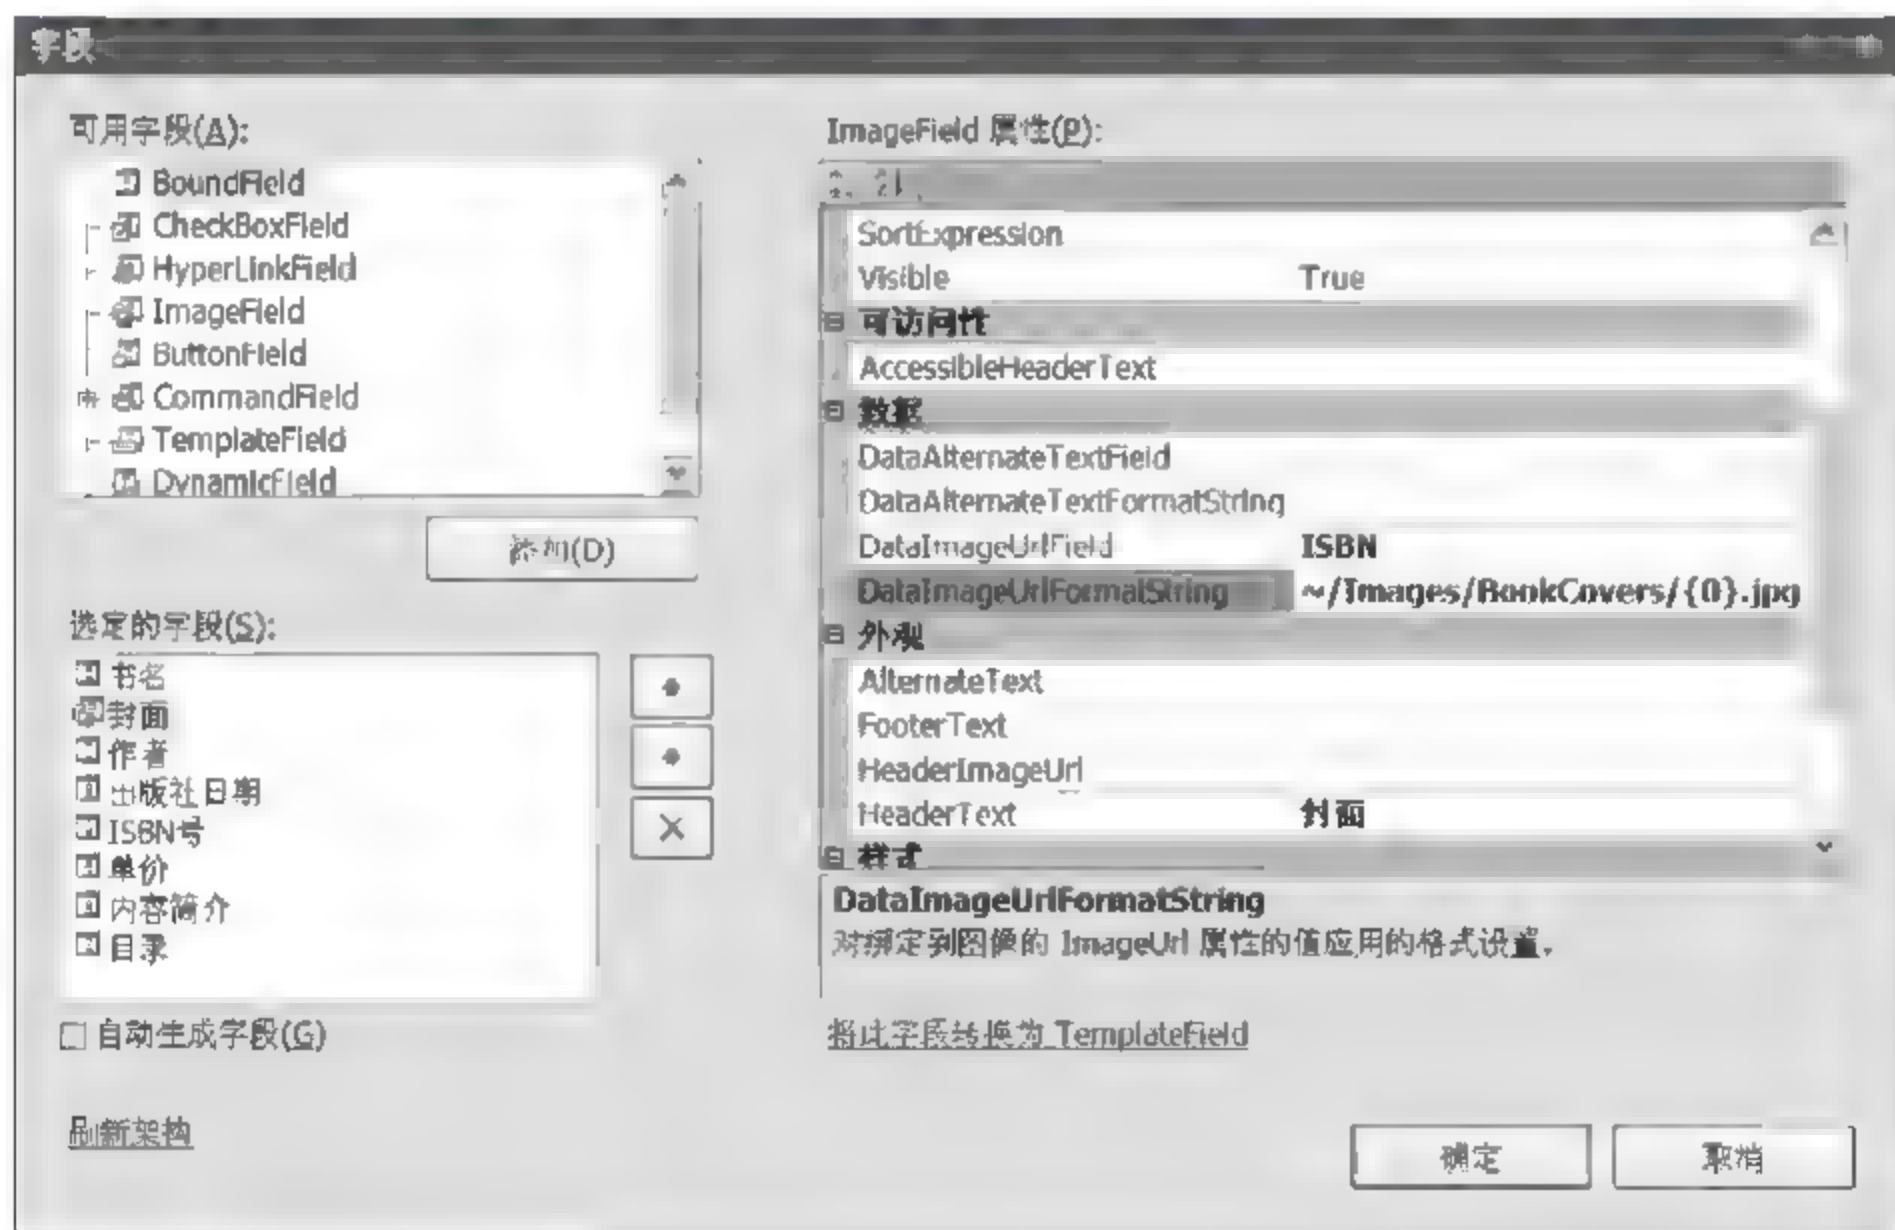 字段
可用字段(A):
BoundField
CheckBoxField
HyperLinkField
ImageField
ButtonField
CommandField
TemplateField
DynamicField
添加(D)
选定的字段(S):
书名
封面
作者
出版社日期
ISBN号
单价
内容简介
目录
自动生成字段(G)
刷新架构
ImageField 属性(P):
SortExpression
Visible True
可访问性
AccessibleHeaderText
数据
DataAlternateTextField
DataAlternateTextFormatString
DataImageUrlField ISBN
DataImageUrlFormatString ~/Images/BookCovers/{0}.jpg
外观
AlternateText
FooterText
HeaderImageUrl
HeaderText 封面
样式
DataImageUrlFormatString
对绑定到图像的 ImageUrl 属性的值应用的格式设置。
将此字段转换为 TemplateField
确定 取消